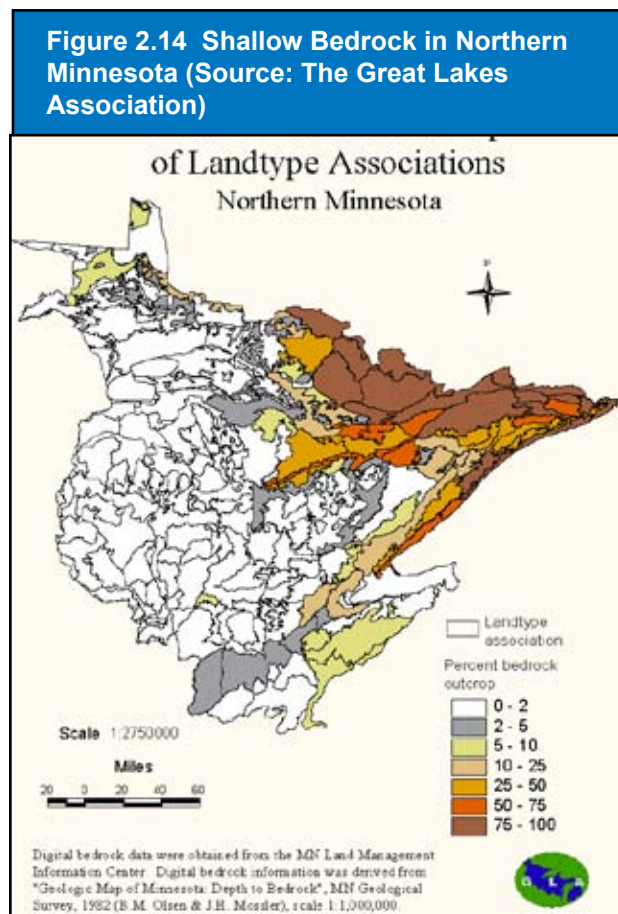 Figure 2.14 Shallow Bedrock in Northern
Minnesota (Source: The Great Lakes
Association)
of Landtype Associations
Northern Minnesota
Landtype
association
Percent bedrock
outcrop
0 - 2
2 - 5
5 - 10
10 - 25
25 - 50
50 - 75
75 - 100
Scale 1:2750000
Miles
20 0 20 40 60
Digital bedrock data were obtained from the MN Land Management
Information Center. Digital bedrock information was derived from
"Geologic Map of Minnesota: Depth to Bedrock", MN Geological
Survey, 1982 (B.M. Olsen & J.H. Mossler), scale 1:1,000,000.
G L A